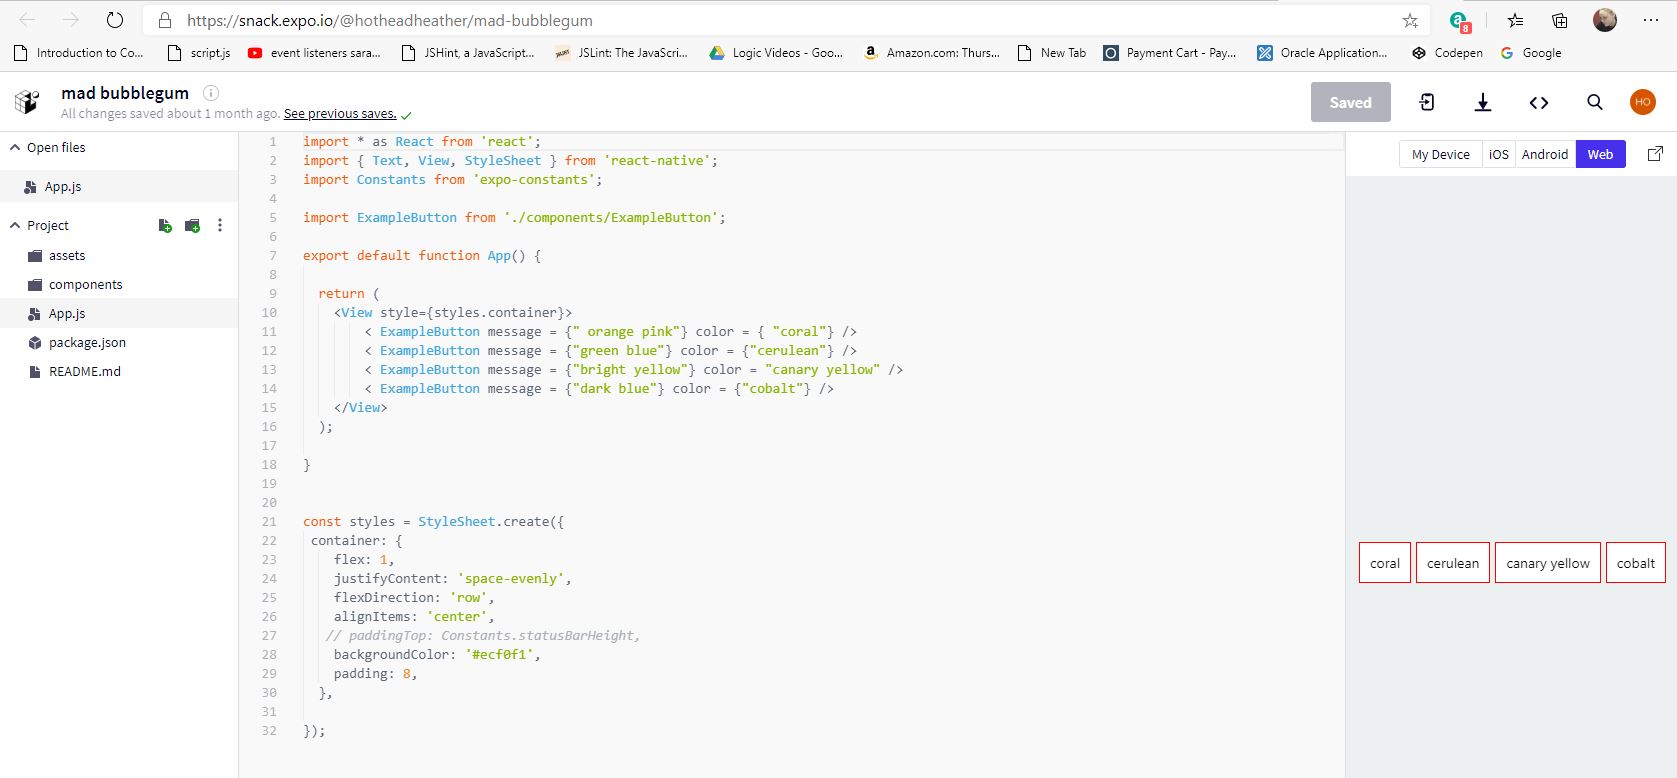 https://snack.expo.io/@hotheadheather/mad-bubblegum
8
Introduction to Co...
script.js
event listeners sara...
JSHint, a JavaScript...
JSLint: The JavaScri...
Logic Videos - Goo...
Amazon.com: Thurs...
New Tab
Payment Cart - Pay...
Oracle Application...
Codepen
Google
mad bubblegum
All changes saved about 1 month ago. See previous saves.
Saved
HO
Open files
App.js
Project
assets
components
App.js
package.json
README.md
1 import * as React from 'react';
2 import { Text, View, StyleSheet } from 'react-native';
3 import Constants from 'expo-constants';
4
5 import ExampleButton from './components/ExampleButton';
6
7 export default function App() {
8
9 return (
10 <View style={styles.container}>
11 < ExampleButton message = {" orange pink"} color = { "coral"} />
12 < ExampleButton message = {"green blue"} color = {"cerulean"} />
13 < ExampleButton message = {"bright yellow"} color = "canary yellow" />
14 < ExampleButton message = {"dark blue"} color = {"cobalt"} />
15 </View>
16 );
17
18 }
19
20
21 const styles = StyleSheet.create({
22 container: {
23 flex: 1,
24 justifyContent: 'space-evenly',
25 flexDirection: 'row',
26 alignItems: 'center',
27 // paddingTop: Constants.statusBarHeight,
28 backgroundColor: '#ecf0f1',
29 padding: 8,
30 },
31
32 });
My Device
iOS
Android
Web
coral
cerulean
canary yellow
cobalt